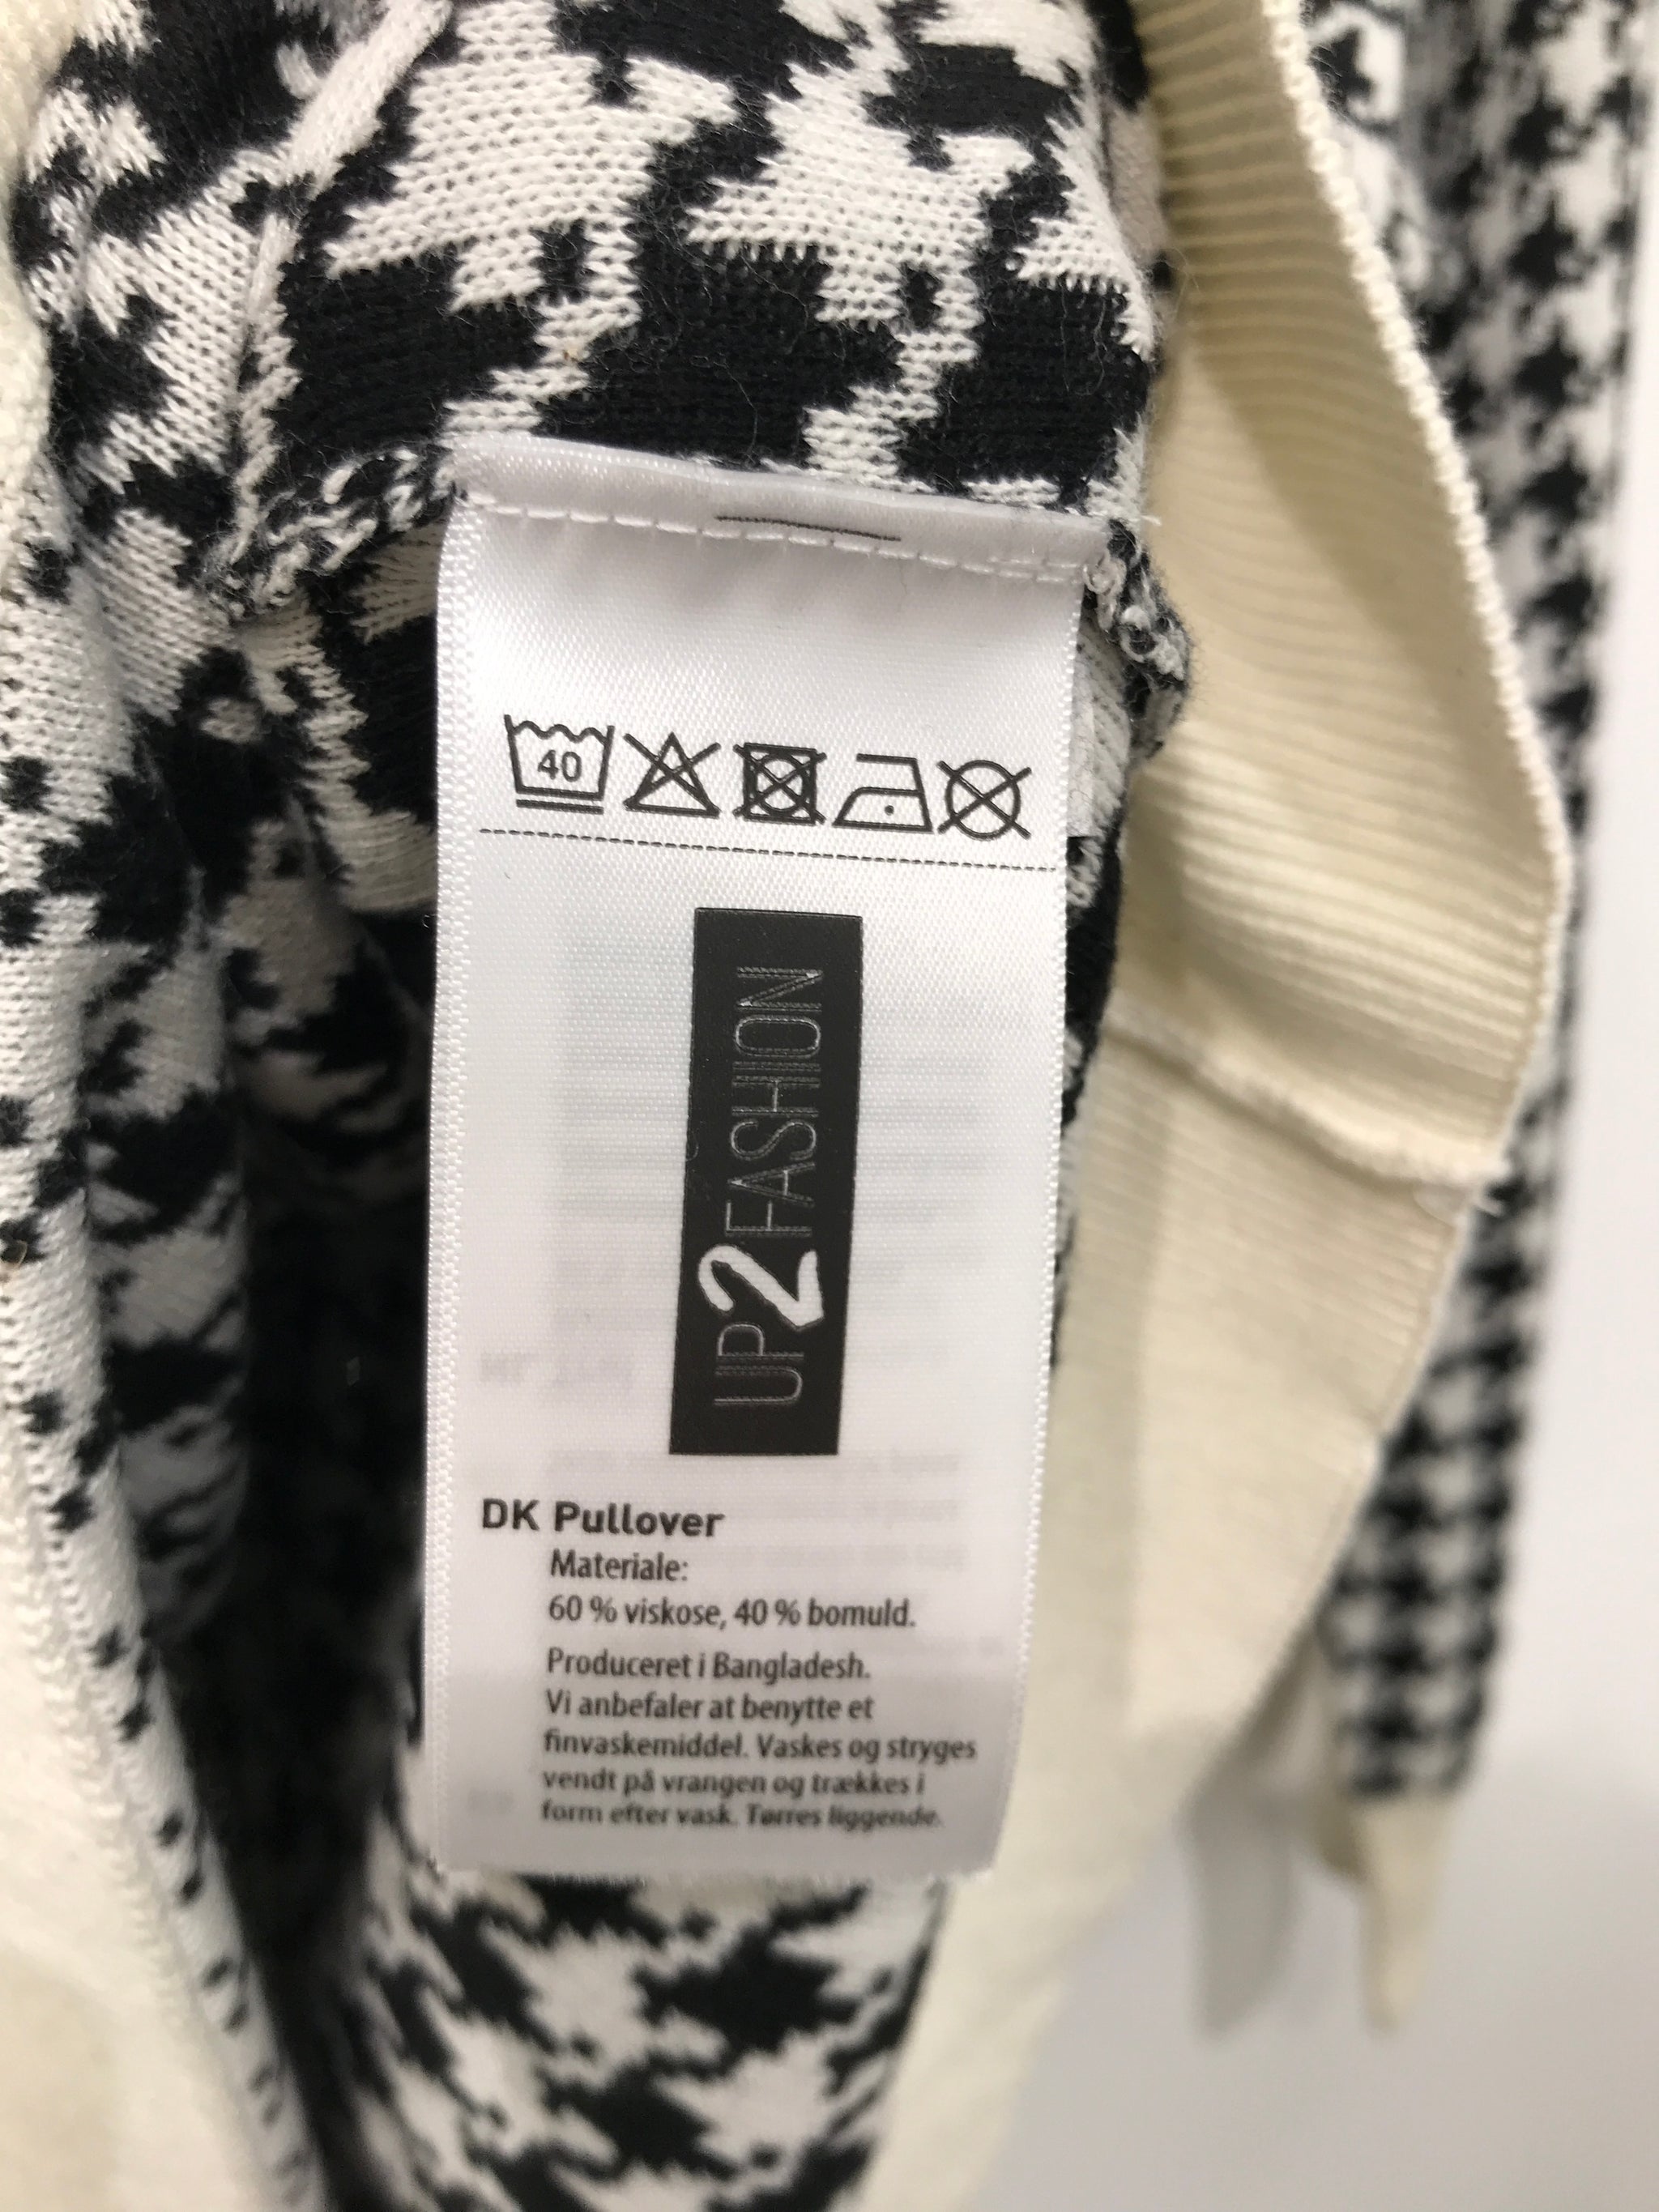 40
UP2FASHION
DK Pullover
Materiale:
60 % viskose, 40 % bomuld.
Produceret i Bangladesh.
Vi anbefaler at benytte et
finvaskemiddel. Vaskes og stryges
vendt på vrangen og trækkes i
form efter vask. Tørres liggende.